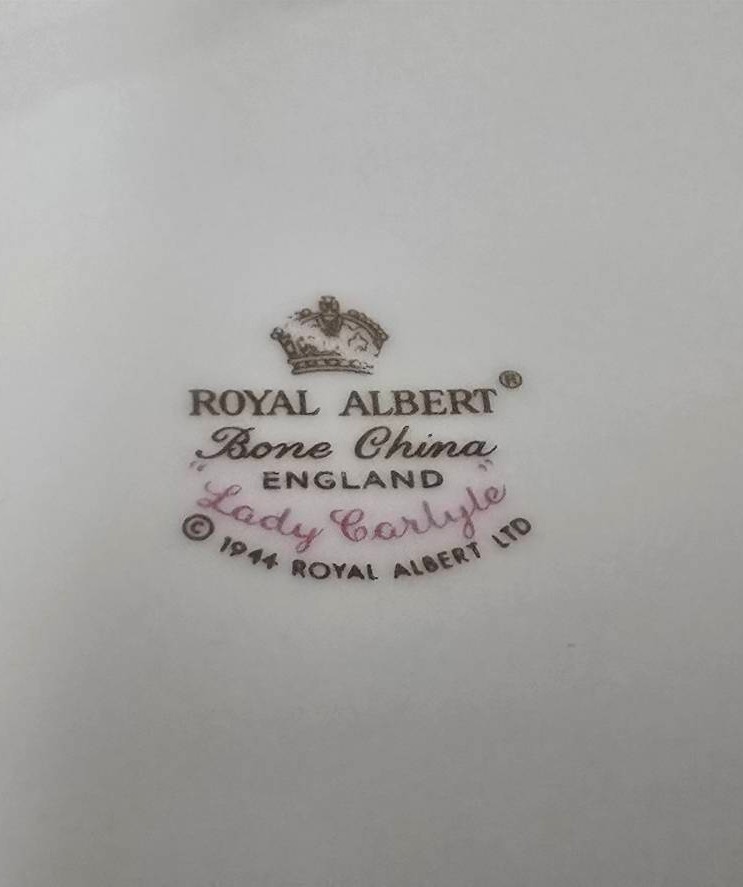 ROYAL ALBERT®
Bone China
ENGLAND
"Lady Carlyle"
© 1944 ROYAL ALBERT LTD